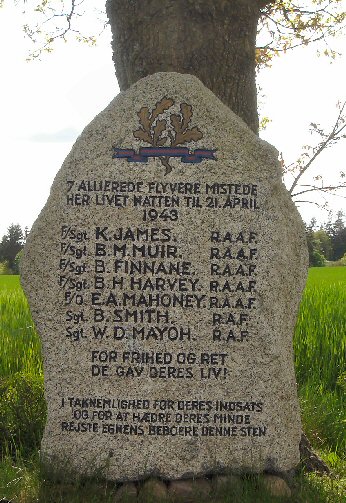 7 ALLIEREDE FLYVERE MISTEDE
HER LIVET NATTEN TIL 21. APRIL
1943
F/Sgt. K. JAMES. R.A.A.F.
F/Sgt. B. M. MUIR. R.A.A.F.
F/Sgt. B. FINNANE. R.A.A.F.
F/Sgt. B. H. HARVEY. R.A.A.F.
F/O. E. A. MAHONEY. R.A.A.F.
Sgt. B. SMITH. R.A.F.
Sgt. W. D. MAYOH. R.A.F.
FOR FRIHED OG RET
DE GAV DERES LIV!
I TAKNEMLIGHED FOR DERES INDSATS
OG FOR AT HÆDRE DERES MINDE
REJSTE EGNENS BEBOERE DENNE STEN